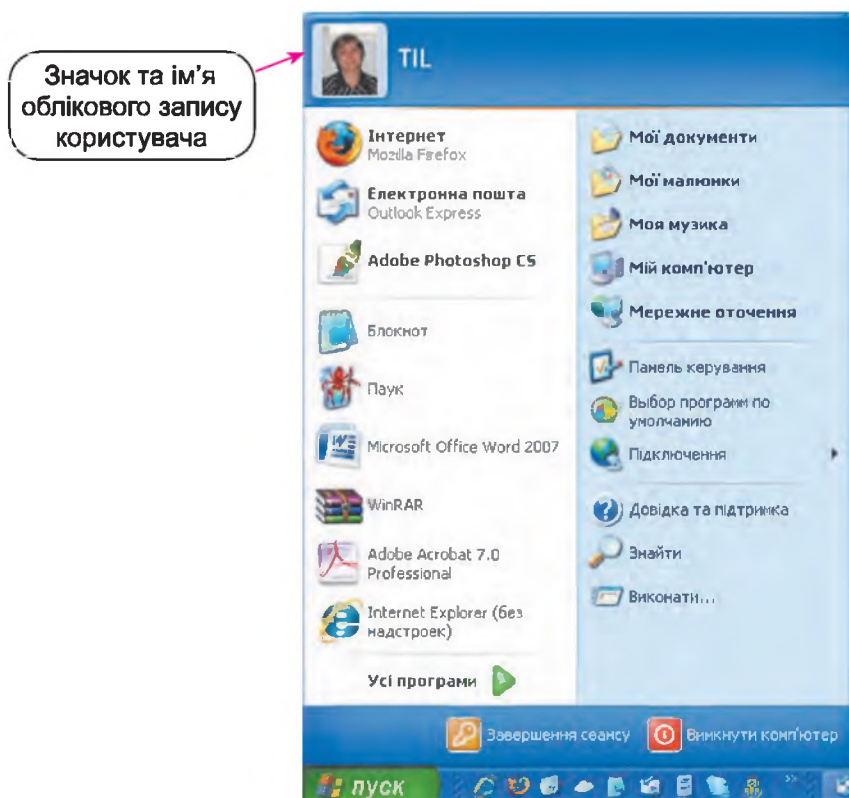 Значок та ім’я
облікового запису
користувача
TIL
Інтернет
Mozilla Firefox
Електронна пошта
Outlook Express
Adobe Photoshop CS
Блокнот
Паук
Microsoft Office Word 2007
WinRAR
Adobe Acrobat 7.0
Professional
Internet Explorer (без
надстроек)
Усі програми
Мої документи
Мої малюнки
Моя музика
Мій комп'ютер
Мережне оточення
Панель керування
Выбор программ по
умолчанию
Підключення
Довідка та підтримка
Знайти
Виконати...
Завершення сеансу
Вимкнути комп'ютер
пуск